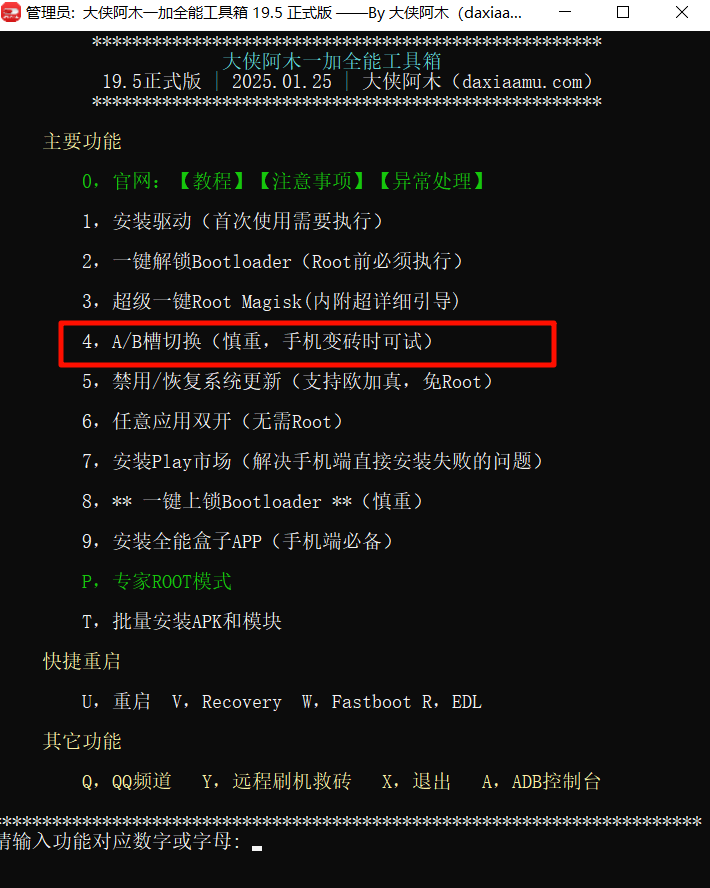 管理员: 大侠阿木一加全能工具箱 19.5 正式版 ——By 大侠阿木（daxiaa...
***************************************************
大侠阿木一加全能工具箱
19.5正式版 | 2025.01.25 | 大侠阿木（daxiaamu.com）
***************************************************
主要功能
0，官网：【教程】【注意事项】【异常处理】
1，安装驱动（首次使用需要执行）
2，一键解锁Bootloader（Root前必须执行）
3，超级一键Root Magisk(内附超详细引导)
4，A/B槽切换（慎重，手机变砖时可试）
5，禁用/恢复系统更新（支持欧加真，免Root）
6，任意应用双开（无需Root）
7，安装Play市场（解决手机端直接安装失败的问题）
8，** 一键上锁Bootloader **（慎重）
9，安装全能盒子APP（手机端必备）
P，专家ROOT模式
T，批量安装APK和模块
快捷重启
U，重启 V，Recovery W，Fastboot R，EDL
其它功能
Q，QQ频道 Y，远程刷机救砖 X，退出 A，ADB控制台
***********************************************************************
请输入功能对应数字或字母: